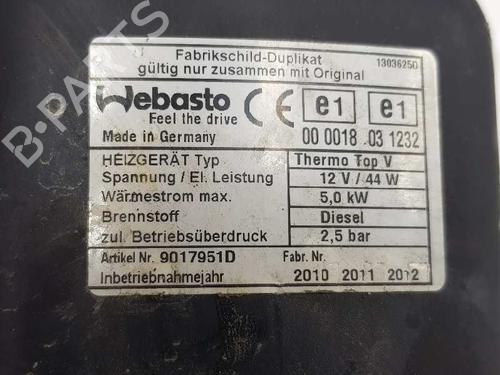 B-PARTS
Fabrikschild-Duplikat
gültig nur zusammen mit Original
13036250
Webasto CE e1 e1
Feel the drive
Made in Germany 00 0018 03 1232
HEIZGERÄT Typ Thermo Top V
Spannung / El. Leistung 12 V / 44 W
Wärmestrom max. 5,0 kW
Brennstoff Diesel
zul. Betriebsüberdruck 2,5 bar
Artikel Nr. 9017951D Fabr. Nr.
Inbetriebnahmejahr 2010 2011 2012